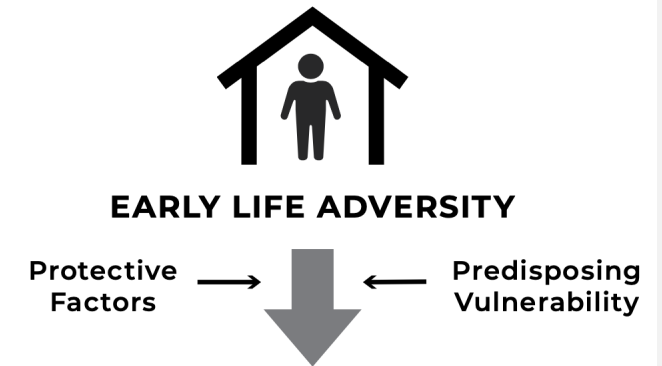 EARLY LIFE ADVERSITY
Protective
Factors
Predisposing
Vulnerability